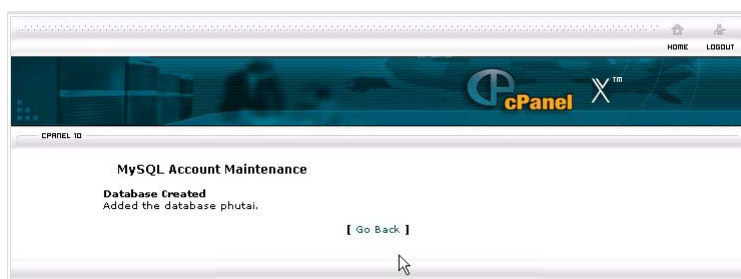 HOME LOGOUT
cPanel X™
CPANEL 10
MySQL Account Maintenance
Database Created
Added the database phutai.
[ Go Back ]